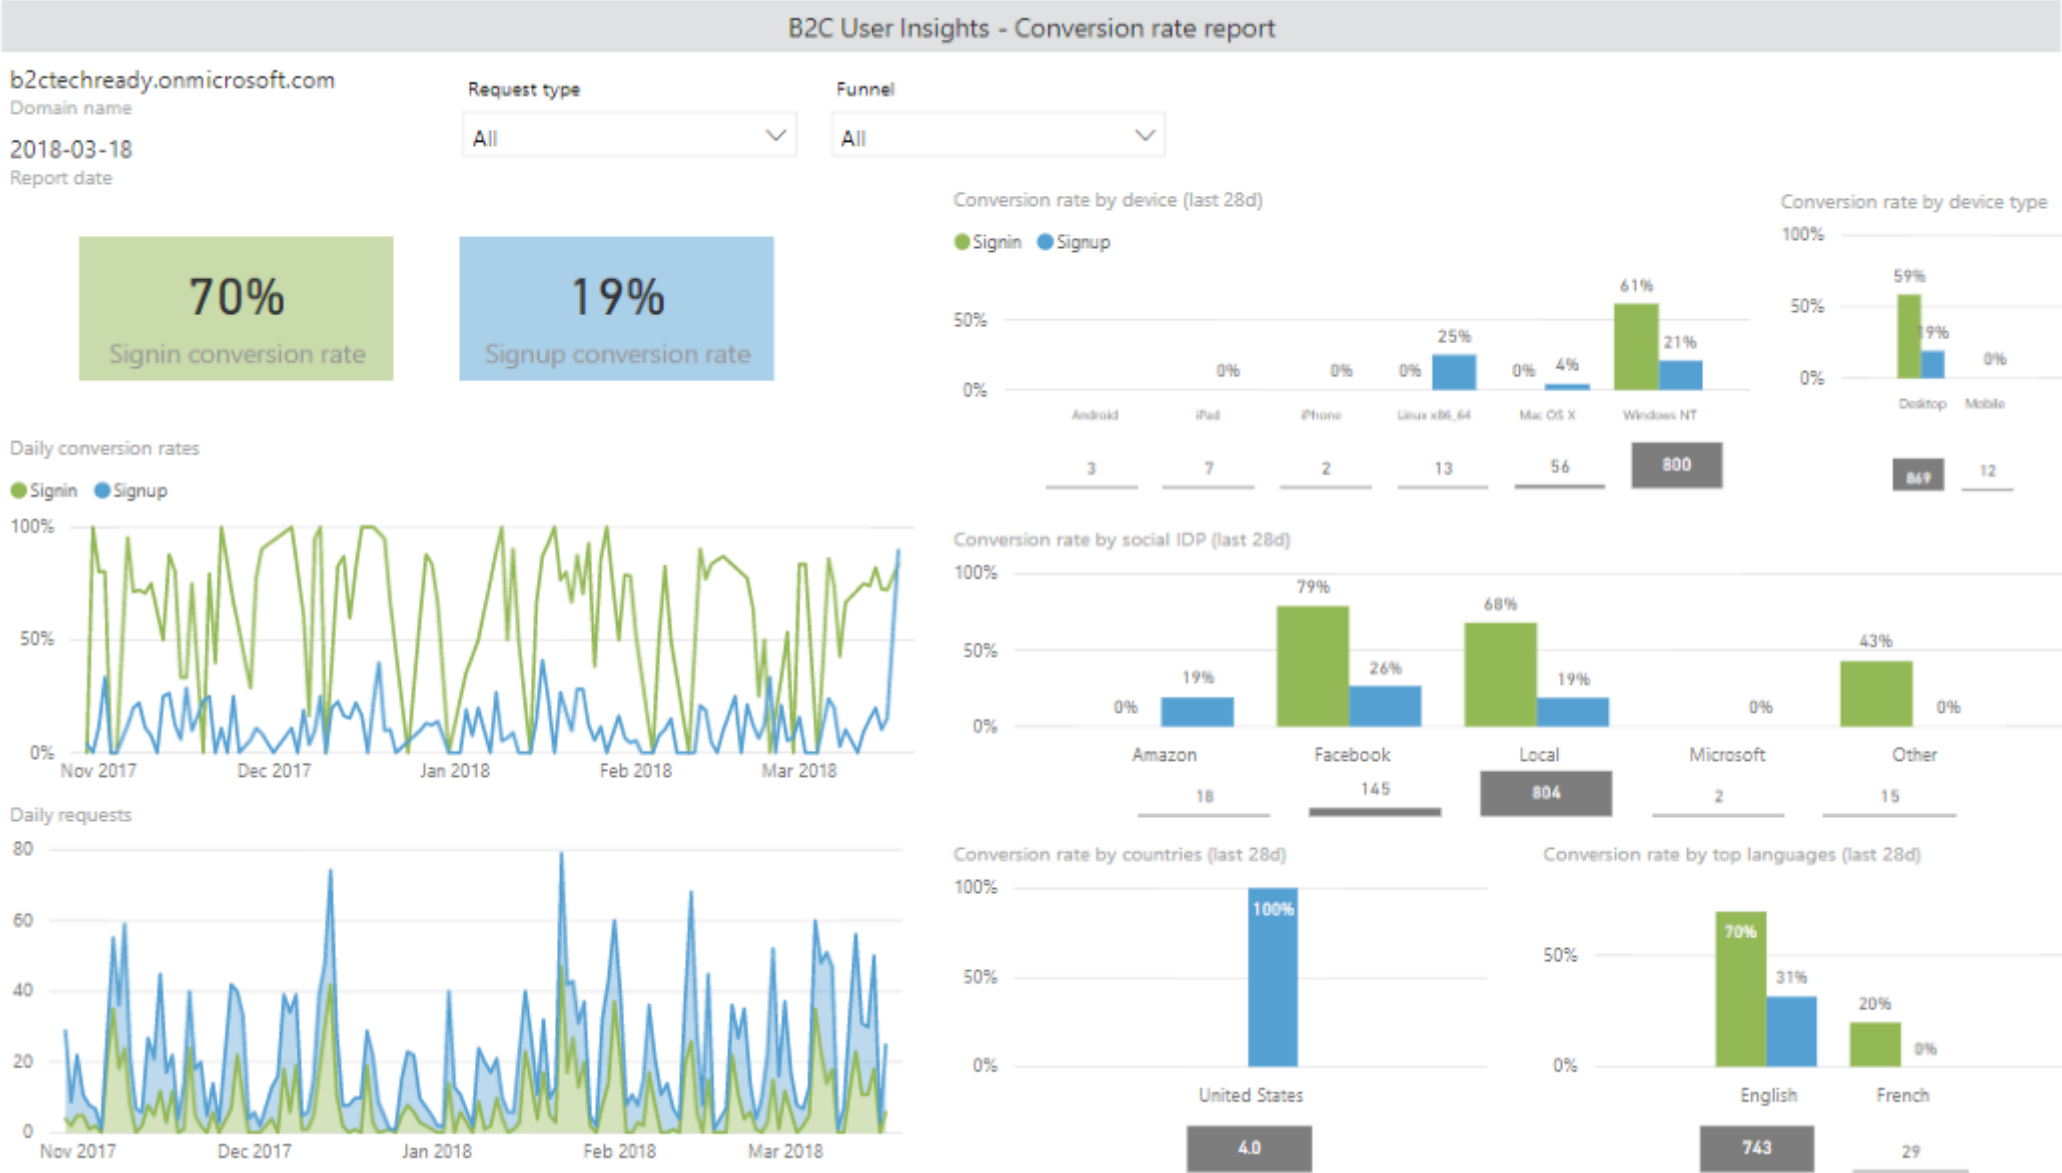 B2C User Insights - Conversion rate report
b2ctechready.onmicrosoft.com
Domain name
2018-03-18
Report date
Request type
All
Funnel
All
70%
Signin conversion rate
19%
Signup conversion rate
Daily conversion rates
Signin Signup
100%
50%
0%
Nov 2017 Dec 2017 Jan 2018 Feb 2018 Mar 2018
Daily requests
80
60
40
20
0
Nov 2017 Dec 2017 Jan 2018 Feb 2018 Mar 2018
Conversion rate by device (last 28d)
Signin Signup
61%
50%
25% 21%
0% 0% 0% 0% 4%
0%
Android iPad iPhone Linux x86_64 Mac OS X Windows NT
3 7 2 13 56 800
Conversion rate by device type
100%
59%
50%
19%
0%
0%
Desktop Mobile
869 12
Conversion rate by social IDP (last 28d)
100%
79%
68%
50%
43%
26%
19% 19%
0% 0% 0%
0%
Amazon Facebook Local Microsoft Other
18 145 804 2 15
Conversion rate by countries (last 28d)
100%
100%
50%
0%
United States
4.0
Conversion rate by top languages (last 28d)
70%
50%
31%
20%
0%
0%
English French
743 29